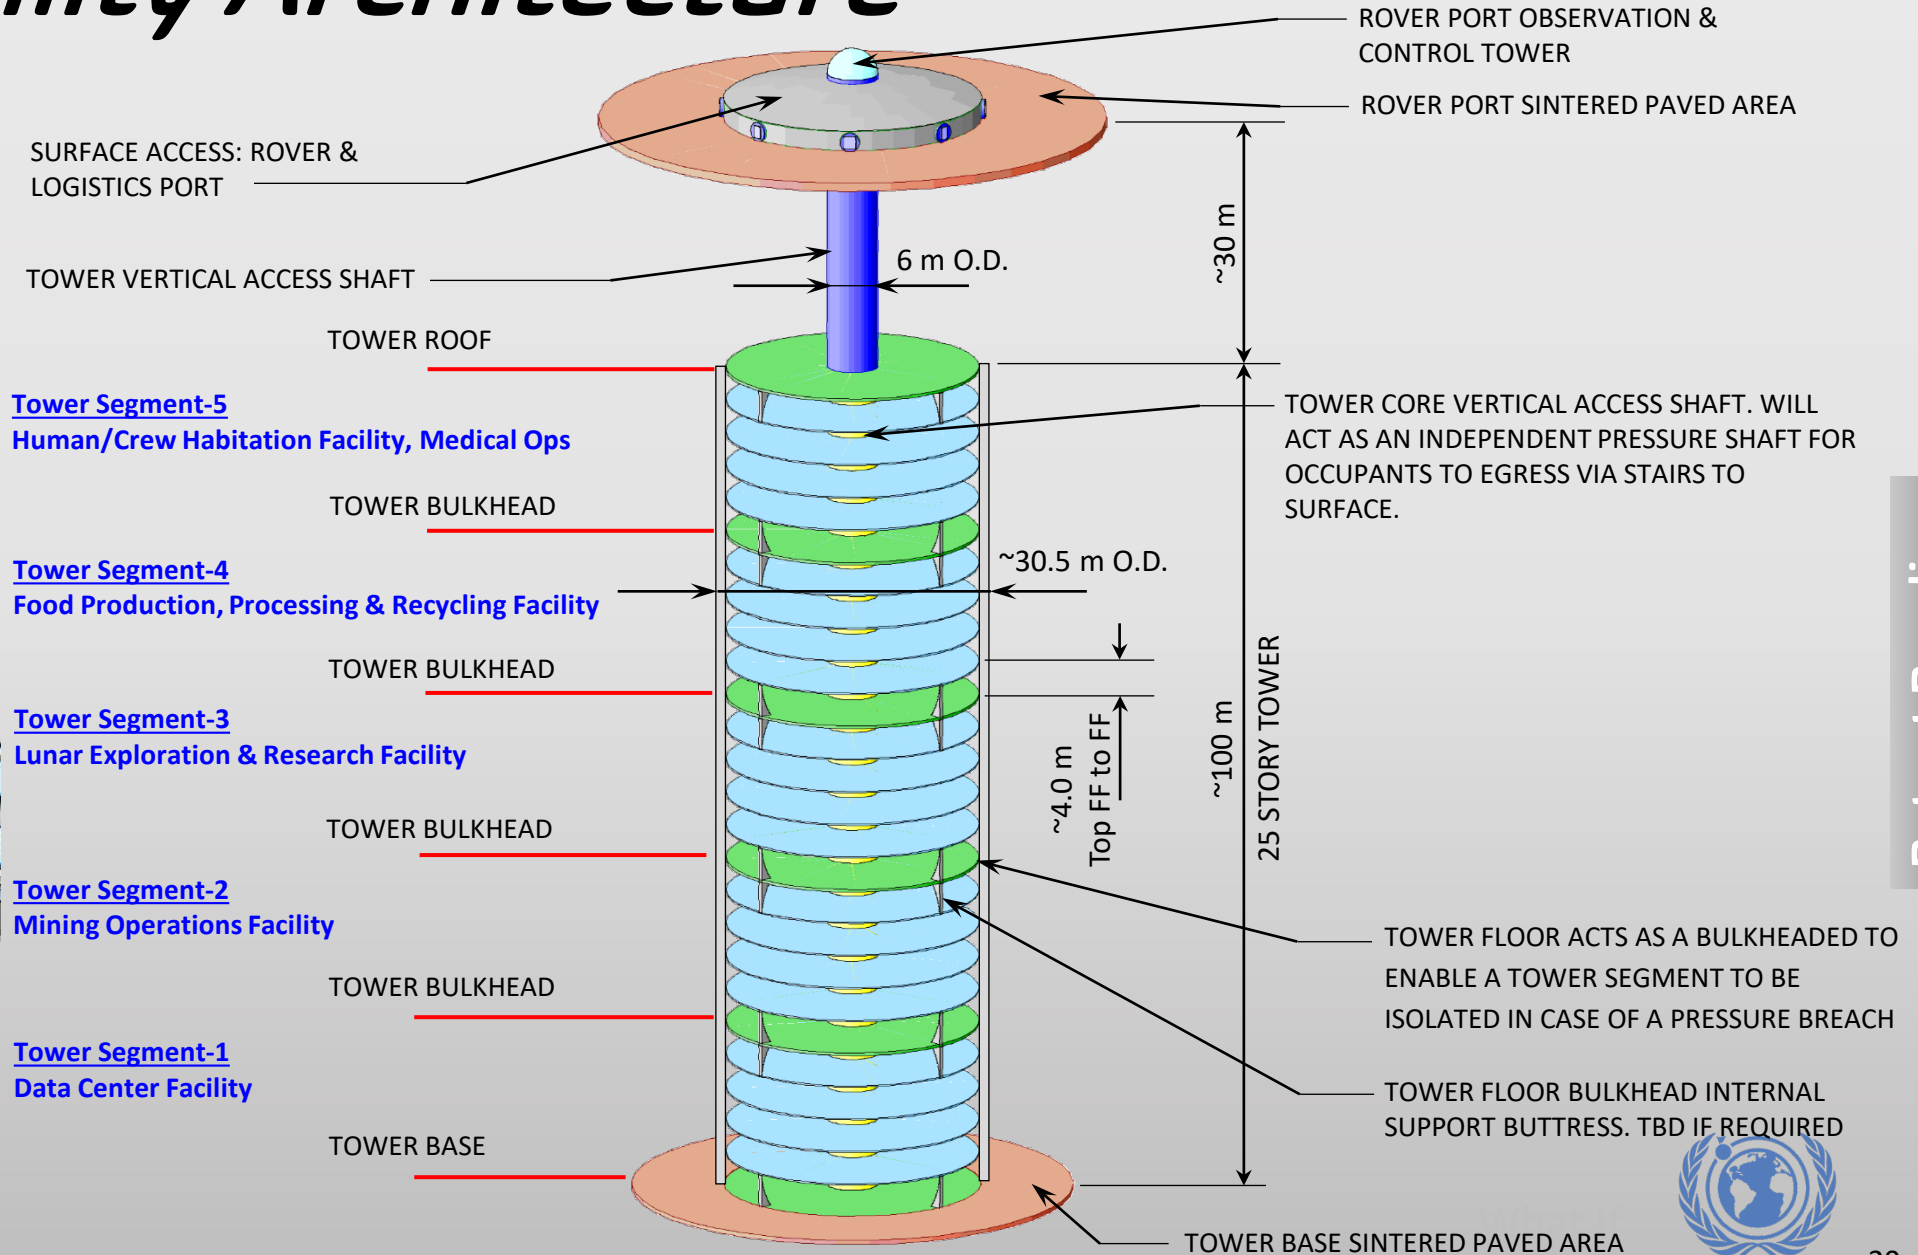 Architecture
ROVER PORT OBSERVATION &
CONTROL TOWER
ROVER PORT SINTERED PAVED AREA
SURFACE ACCESS: ROVER &
LOGISTICS PORT
~30 m
6 m O.D.
TOWER VERTICAL ACCESS SHAFT
TOWER ROOF
Tower Segment-5
Human/Crew Habitation Facility, Medical Ops
TOWER CORE VERTICAL ACCESS SHAFT. WILL
ACT AS AN INDEPENDENT PRESSURE SHAFT FOR
OCCUPANTS TO EGRESS VIA STAIRS TO
SURFACE.
TOWER BULKHEAD
~30.5 m O.D.
Tower Segment-4
Food Production, Processing & Recycling Facility
TOWER BULKHEAD
Tower Segment-3
Lunar Exploration & Research Facility
~4.0 m
Top FF to FF
~100 m
25 STORY TOWER
TOWER BULKHEAD
Tower Segment-2
Mining Operations Facility
TOWER FLOOR ACTS AS A BULKHEADED TO
ENABLE A TOWER SEGMENT TO BE
ISOLATED IN CASE OF A PRESSURE BREACH
TOWER BULKHEAD
Tower Segment-1
Data Center Facility
TOWER FLOOR BULKHEAD INTERNAL
SUPPORT BUTTRESS. TBD IF REQUIRED
TOWER BASE
What If
TOWER BASE SINTERED PAVED AREA